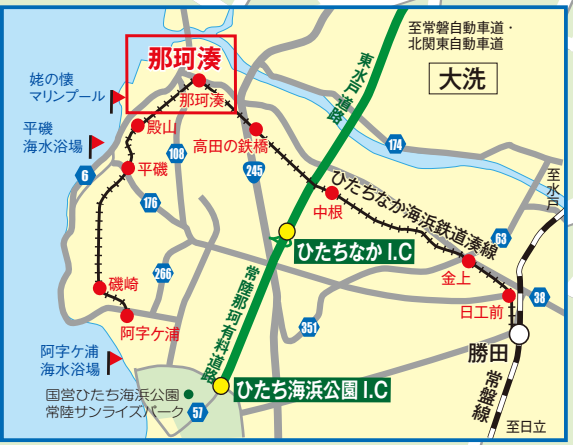 至常磐自動車道・
北関東自動車道
大洗
東水戸道路
那珂湊
那珂湊
姥の懐
マリンプール
殿山
平磯
海水浴場
高田の鉄橋
平磯
6
108
176
245
174
至水戸
ひたちなか海浜鉄道湊線
中根
63
ひたちなか I.C
金上
38
日工前
266
磯崎
常陸那珂有料道路
阿字ケ浦
351
勝田
阿字ケ浦
海水浴場
ひたち海浜公園 I.C
常盤線
国営ひたち海浜公園
常陸サンライズパーク
57
至日立